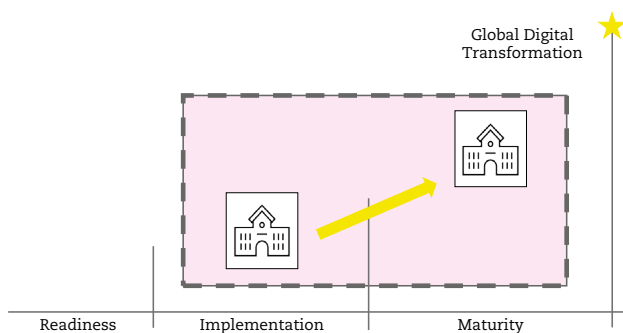 Global Digital
Transformation
Readiness
Implementation
Maturity